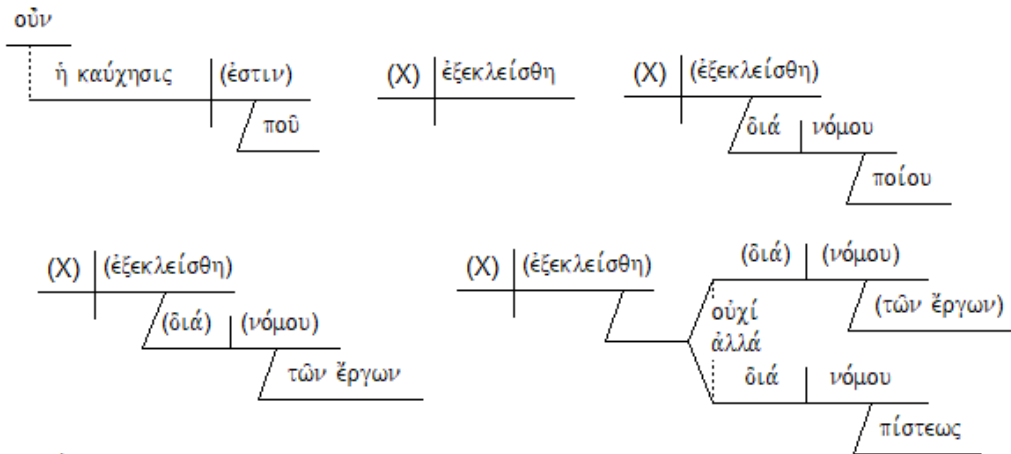 οὖν
ἡ καύχησις (ἐστιν)
ποῦ
(X) ἐξεκλείσθη
(X) (ἐξεκλείσθη)
διά νόμου
ποίου
(X) (ἐξεκλείσθη)
(διά) (νόμου)
τῶν ἔργων
(X) (ἐξεκλείσθη)
(διά) (νόμου)
(τῶν ἔργων)
οὐχί
ἀλλά
διά νόμου
πίστεως